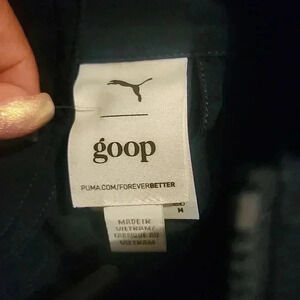 goop
PUMA.COM/FOREVERBETTER
M
MADE IN
VIETNAM/
FABRIQUÉ AU
VIETNAM